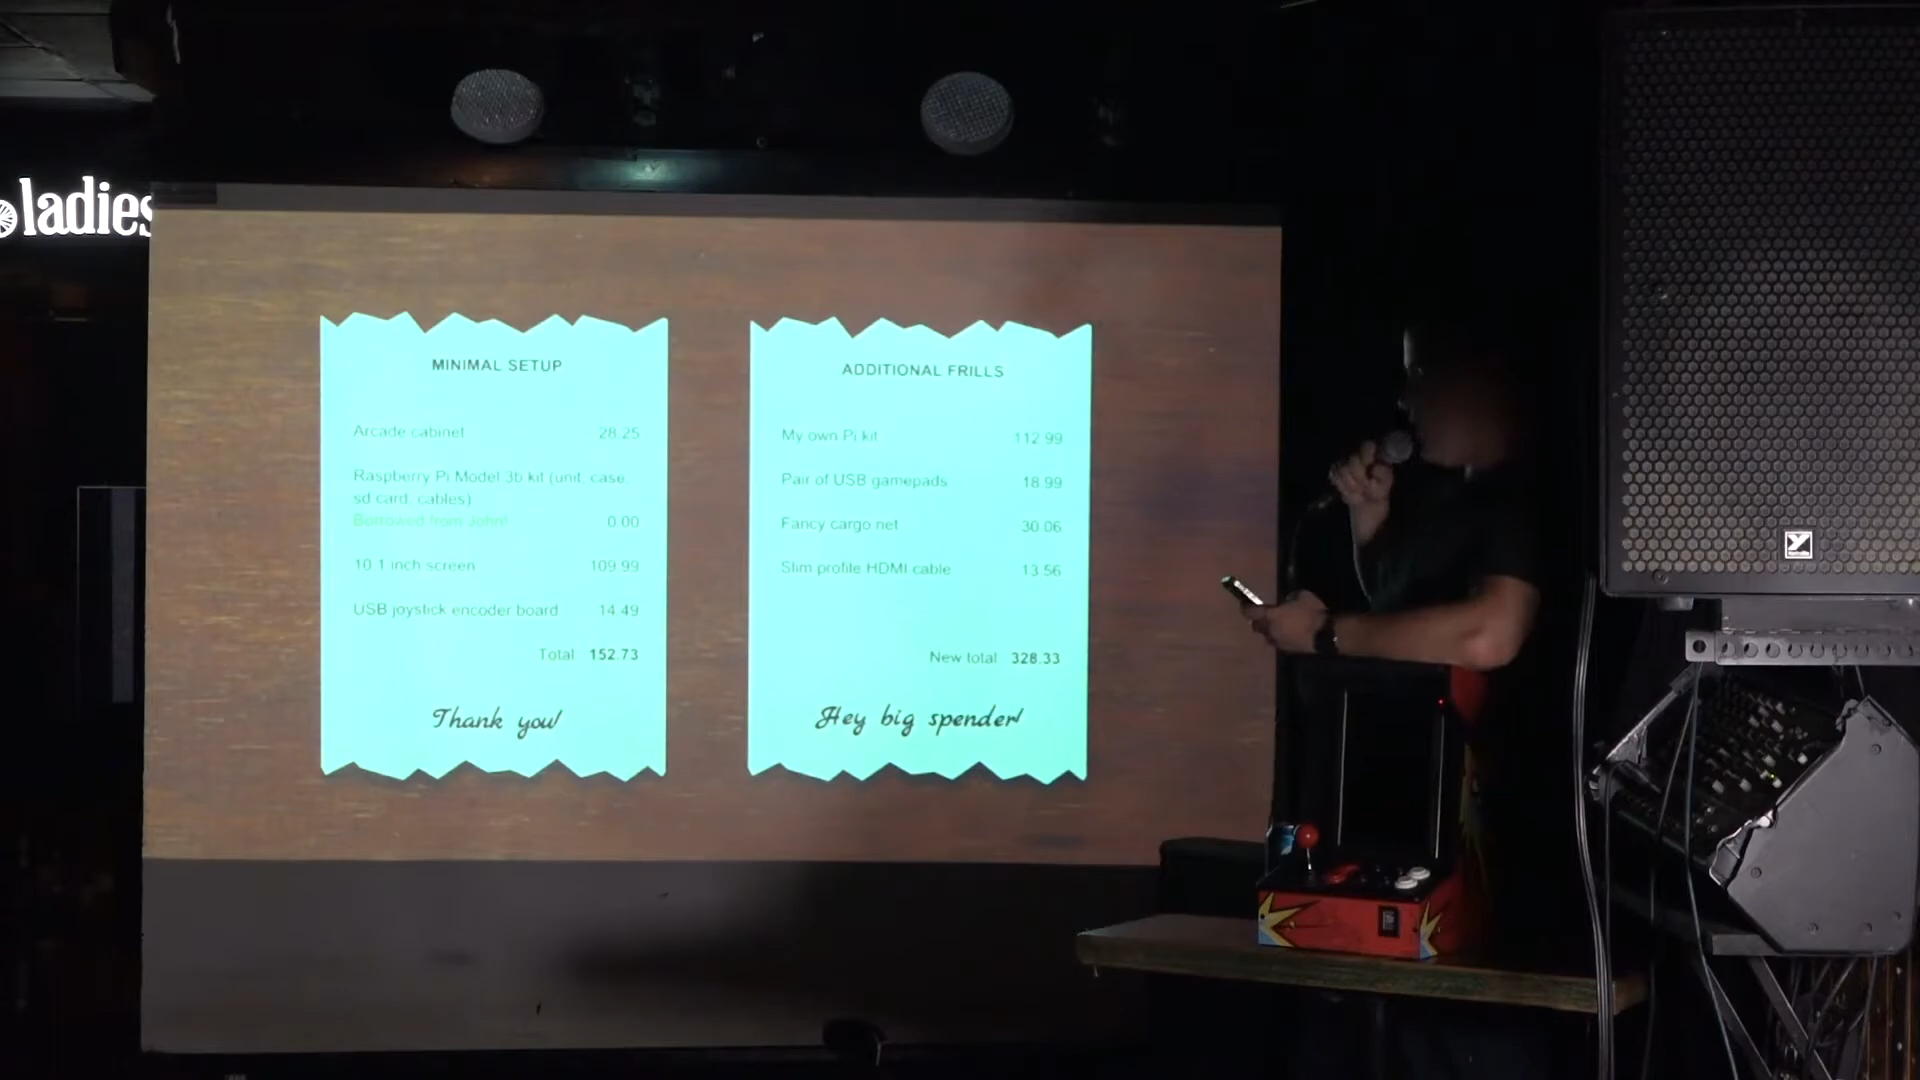 ladies
MINIMAL SETUP
Arcade cabinet 28.25
Raspberry Pi Model 3b kit (unit, case,
sd card, cables)
Borrowed from John! 0.00
10.1 inch screen 109.99
USB joystick encoder board 14.49
Total 152.73
Thank you!
ADDITIONAL FRILLS
My own Pi kit 112.99
Pair of USB gamepads 18.99
Fancy cargo net 30.06
Slim profile HDMI cable 13.56
New total 328.33
Hey big spender!